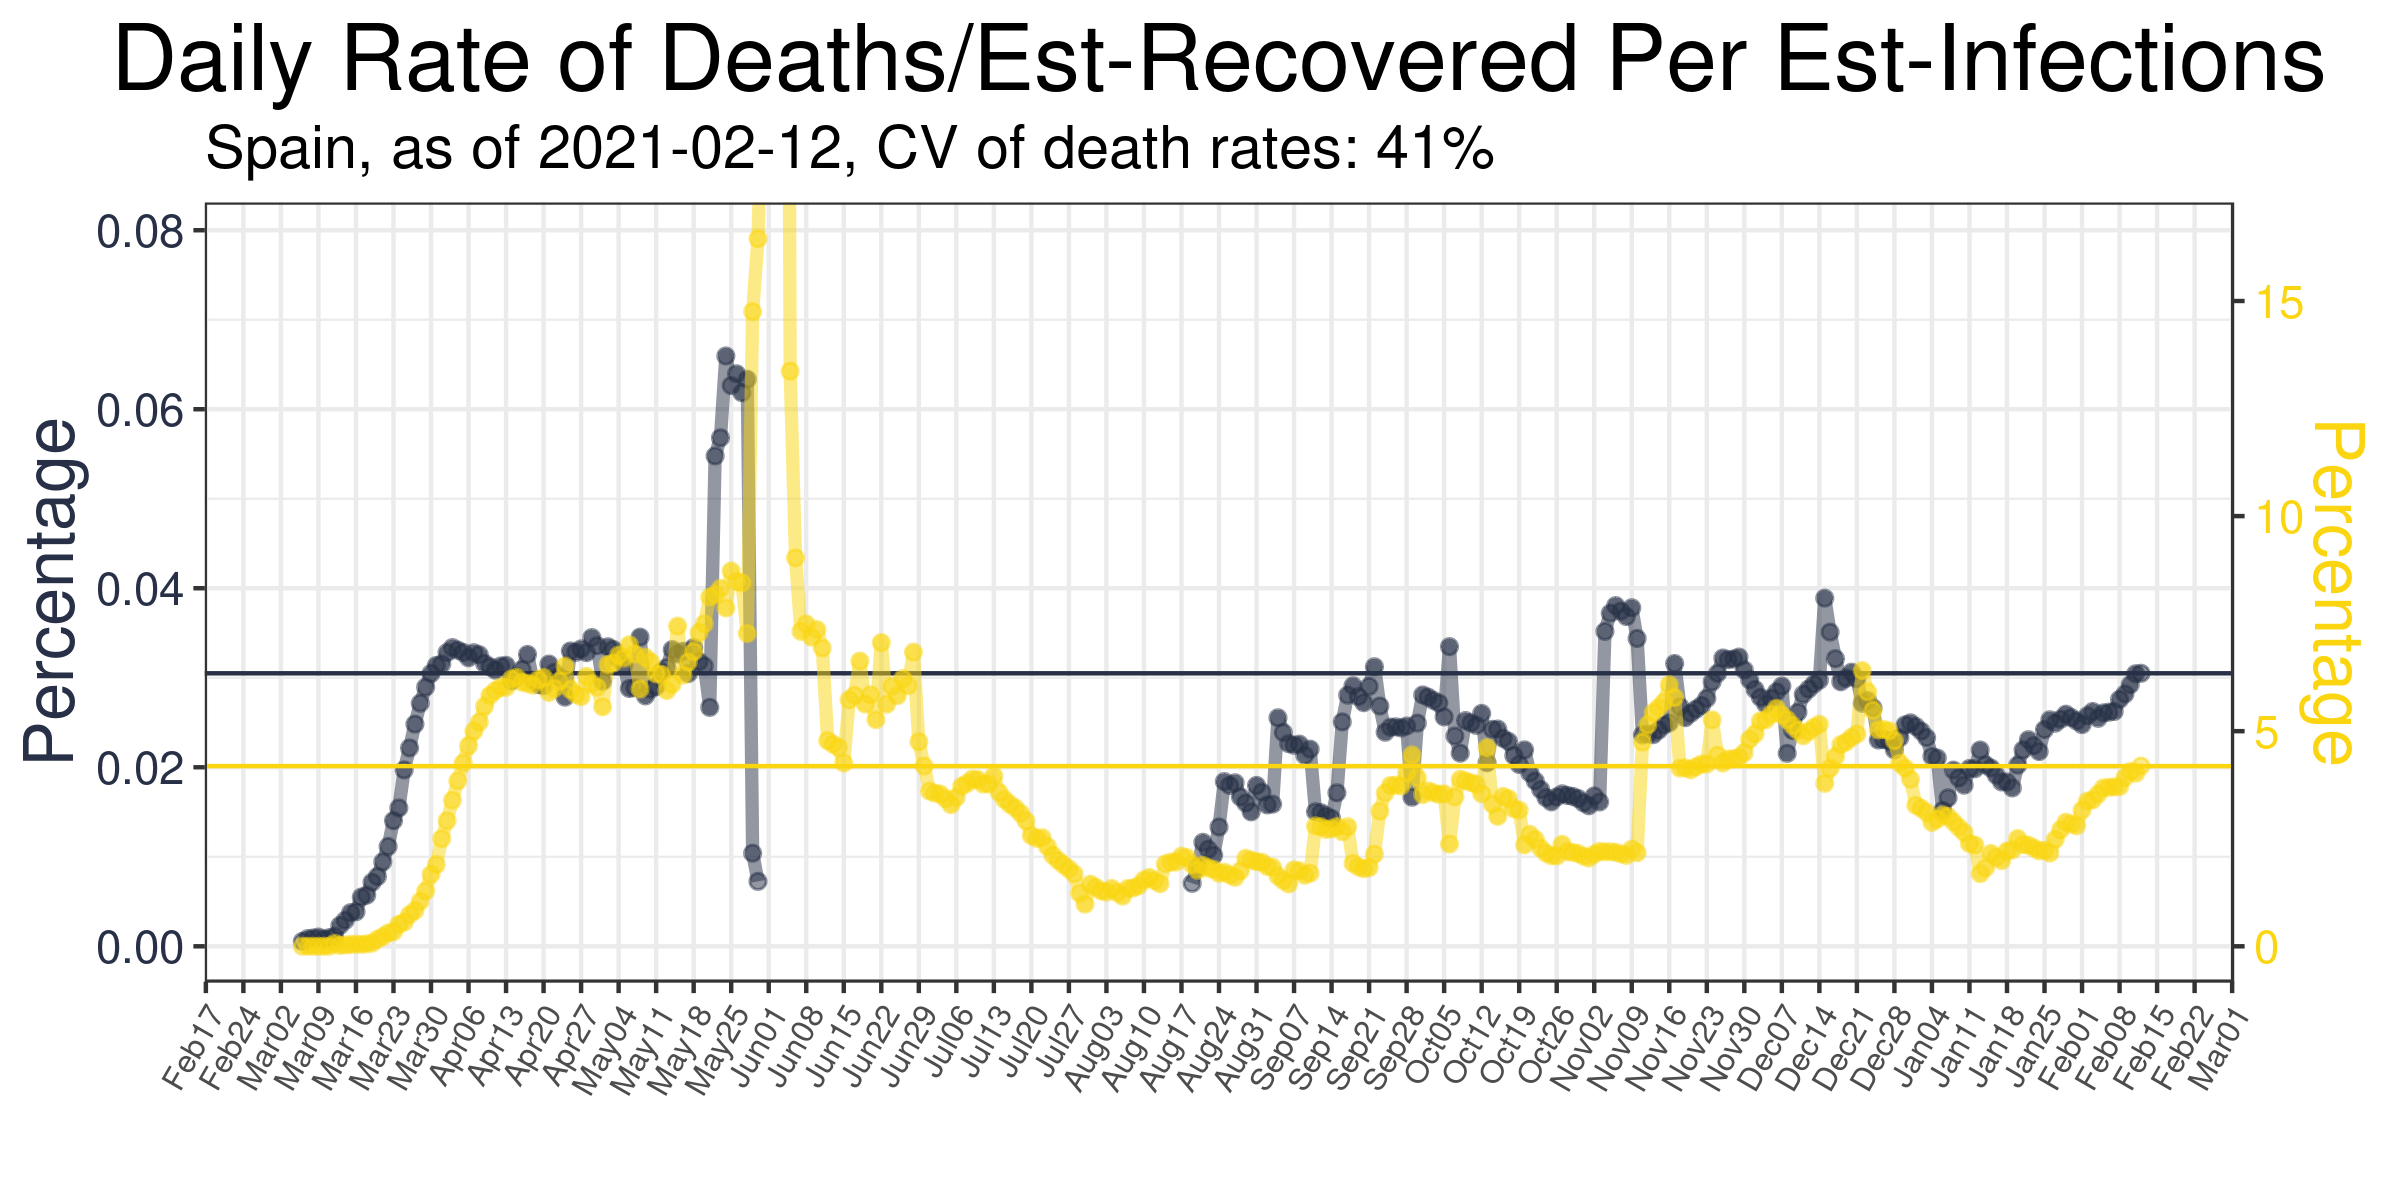 Daily Rate of Deaths/Est-Recovered Per Est-Infections
Spain, as of 2021-02-12, CV of death rates: 41%
Percentage
0.08
0.06
0.04
0.02
0.00
15
10
5
0
Percentage
Feb17
Feb24
Mar02
Mar09
Mar16
Mar23
Mar30
Apr06
Apr13
Apr20
Apr27
May04
May11
May18
May25
Jun01
Jun08
Jun15
Jun22
Jun29
Jul06
Jul13
Jul20
Jul27
Aug03
Aug10
Aug17
Aug24
Aug31
Sep07
Sep14
Sep21
Sep28
Oct05
Oct12
Oct19
Oct26
Nov02
Nov09
Nov16
Nov23
Nov30
Dec07
Dec14
Dec21
Dec28
Jan04
Jan11
Jan18
Jan25
Feb01
Feb08
Feb15
Feb22
Mar01